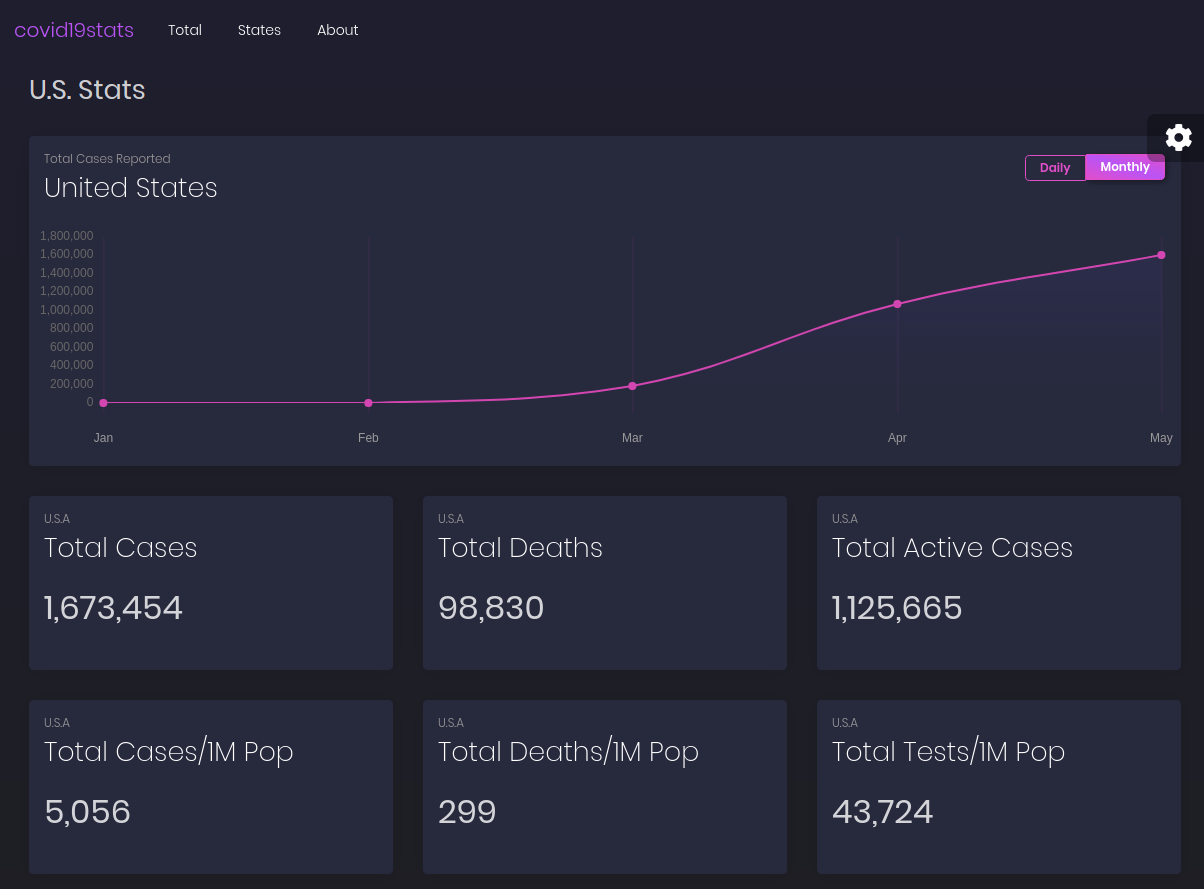 covid19stats Total States About
U.S. Stats
Total Cases Reported
United States
Daily Monthly
1,800,000
1,600,000
1,400,000
1,200,000
1,000,000
800,000
600,000
400,000
200,000
0
Jan Feb Mar Apr May
U.S.A
Total Cases
1,673,454
U.S.A
Total Deaths
98,830
U.S.A
Total Active Cases
1,125,665
U.S.A
Total Cases/1M Pop
5,056
U.S.A
Total Deaths/1M Pop
299
U.S.A
Total Tests/1M Pop
43,724